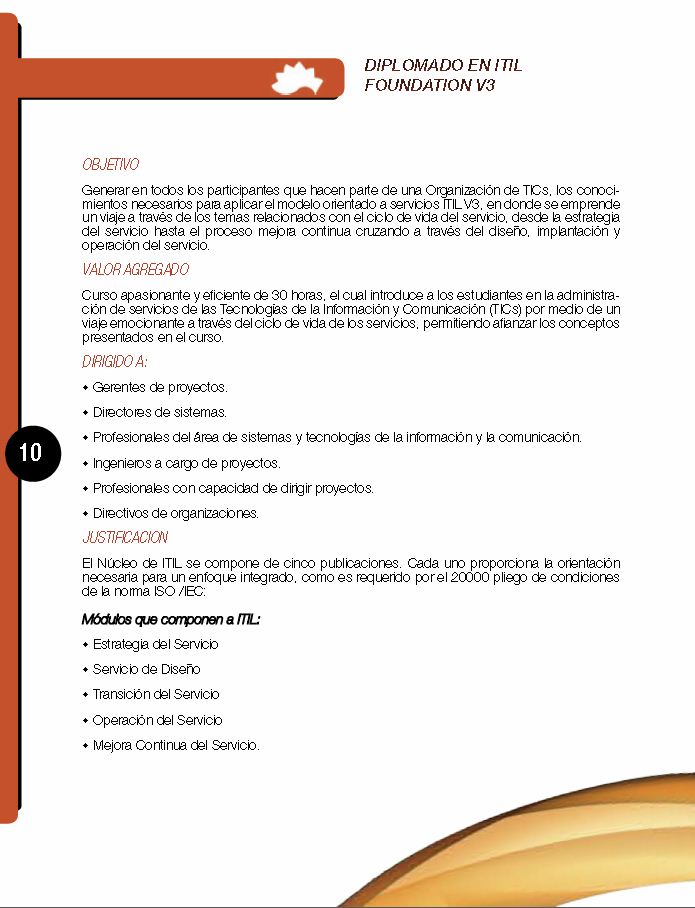 DIPLOMADO EN ITIL
FOUNDATION V3
OBJETIVO
Generar en todos los participantes que hacen parte de una Organización de TICs, los conoci-
mientos necesarios para aplicar el modelo orientado a servicios ITIL V3, en donde se emprende
un viaje a través de los temas relacionados con el ciclo de vida del servicio, desde la estrategia
del servicio hasta el proceso mejora continua cruzando a través del diseño, implantación y
operación del servicio.
VALOR AGREGADO
Curso apasionante y eficiente de 30 horas, el cual introduce a los estudiantes en la administra-
ción de servicios de las Tecnologías de la Información y Comunicación (TICs) por medio de un
viaje emocionante a través del ciclo de vida de los servicios, permitiendo afianzar los conceptos
presentados en el curso.
DIRIGIDO A:
• Gerentes de proyectos.
• Directores de sistemas.
• Profesionales del área de sistemas y tecnologías de la información y la comunicación.
10
• Ingenieros a cargo de proyectos.
• Profesionales con capacidad de dirigir proyectos.
• Directivos de organizaciones.
JUSTIFICACION
El Núcleo de ITIL se compone de cinco publicaciones. Cada uno proporciona la orientación
necesaria para un enfoque integrado, como es requerido por el 20000 pliego de condiciones
de la norma ISO /IEC:
Módulos que componen a ITIL:
• Estrategia del Servicio
• Servicio de Diseño
• Transición del Servicio
• Operación del Servicio
• Mejora Continua del Servicio.